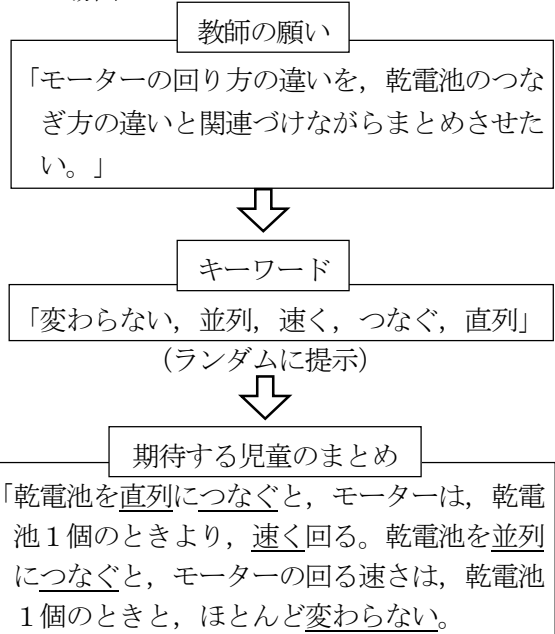 教師の願い
「モーターの回り方の違いを，乾電池のつな
ぎ方の違いと関連づけながらまとめさせた
い。」
キーワード
「変わらない，並列，速く，つなぐ，直列」
（ランダムに提示）
期待する児童のまとめ
「乾電池を直列につなぐと，モーターは，乾電
池１個のときより，速く回る。乾電池を並列
につなぐと，モーターの回る速さは，乾電池
１個のときと，ほとんど変わらない。